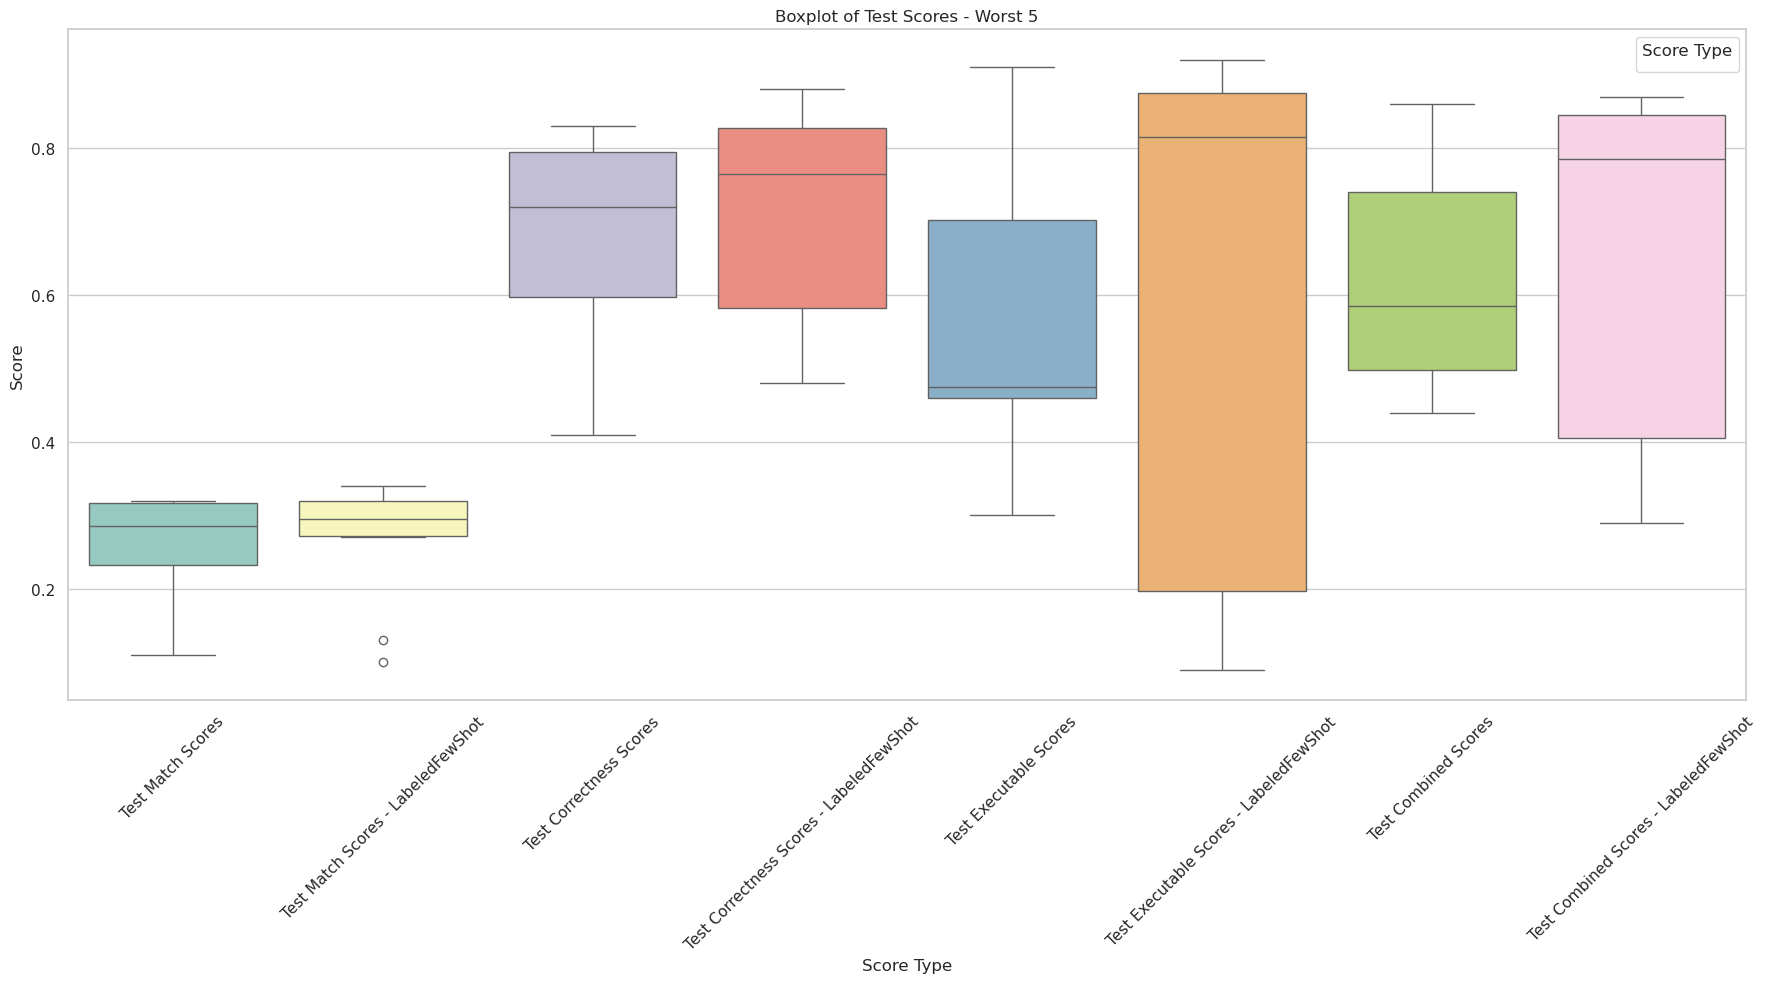 Boxplot of Test Scores - Worst 5
Score Type
0.8
0.6
0.4
0.2
Score
Test Match Scores
Test Match Scores - LabeledFewShot
Test Correctness Scores
Test Correctness Scores - LabeledFewShot
Test Executable Scores
Test Executable Scores - LabeledFewShot
Test Combined Scores
Test Combined Scores - LabeledFewShot
Score Type